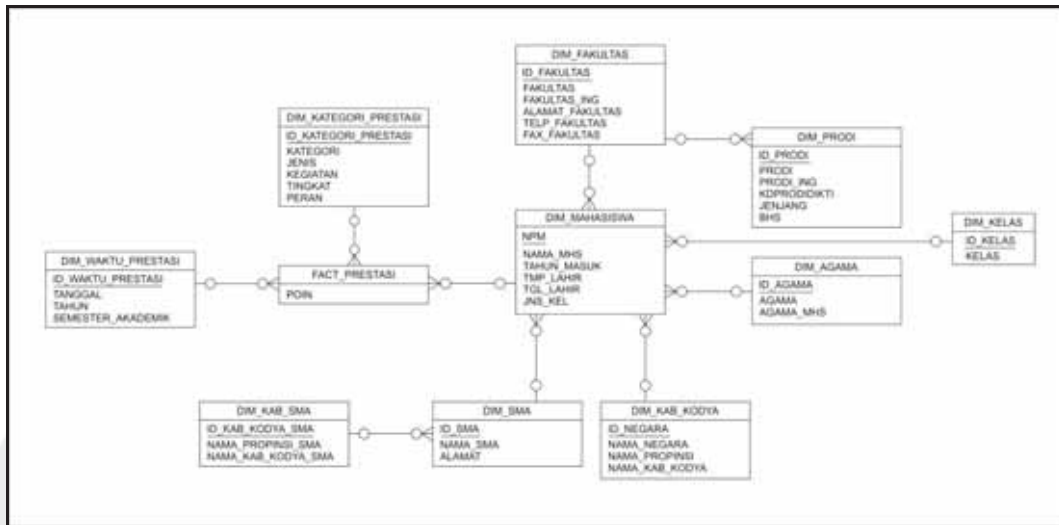 DIM_FAKULTAS
ID_FAKULTAS
FAKULTAS
FAKULTAS_ING
ALAMAT_FAKULTAS
TELP_FAKULTAS
FAX_FAKULTAS
DIM_KATEGORI_PRESTASI
ID_KATEGORI_PRESTASI
KATEGORI
JENIS
KEGIATAN
TINGKAT
PERAN
DIM_PRODI
ID_PRODI
PRODI
PRODI_ING
KDPRODIDIKTI
JENJANG
BHS
DIM_MAHASISWA
NPM
NAMA_MHS
TAHUN_MASUK
TMP_LAHIR
TGL_LAHIR
JNS_KEL
DIM_KELAS
ID_KELAS
KELAS
DIM_WAKTU_PRESTASI
ID_WAKTU_PRESTASI
TANGGAL
TAHUN
SEMESTER_AKADEMIK
FACT_PRESTASI
POIN
DIM_AGAMA
ID_AGAMA
AGAMA
AGAMA_MHS
DIM_KAB_SMA
ID_KAB_KODYA_SMA
NAMA_PROPINSI_SMA
NAMA_KAB_KODYA_SMA
DIM_SMA
ID_SMA
NAMA_SMA
ALAMAT
DIM_KAB_KODYA
ID_NEGARA
NAMA_NEGARA
NAMA_PROPINSI
NAMA_KAB_KODYA